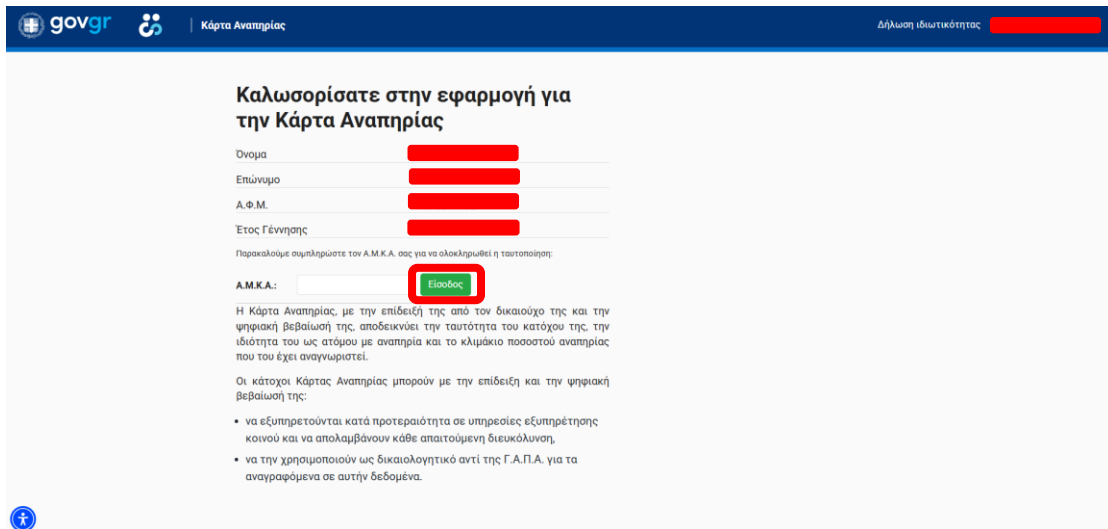 govgr Κάρτα Αναπηρίας Δήλωση ιδιωτικότητας
Καλωσορίσατε στην εφαρμογή για
την Κάρτα Αναπηρίας
Όνομα
Επώνυμο
Α.Φ.Μ.
Έτος Γέννησης
Παρακαλούμε συμπληρώστε τον Α.Μ.Κ.Α. σας για να ολοκληρωθεί η ταυτοποίηση:
Α.Μ.Κ.Α.: Είσοδος
Η Κάρτα Αναπηρίας, με την επίδειξή της από τον δικαιούχο της και την
ψηφιακή βεβαίωσή της, αποδεικνύει την ταυτότητα του κατόχου της, την
ιδιότητα του ως ατόμου με αναπηρία και το κλιμάκιο ποσοστού αναπηρίας
που του έχει αναγνωριστεί.
Οι κάτοχοι Κάρτας Αναπηρίας μπορούν με την επίδειξη και την ψηφιακή
βεβαίωσή της:
• να εξυπηρετούνται κατά προτεραιότητα σε υπηρεσίες εξυπηρέτησης
κοινού και να απολαμβάνουν κάθε απαιτούμενη διευκόλυνση,
• να την χρησιμοποιούν ως δικαιολογητικό αντί της Γ.Α.Π.Α. για τα
αναγραφόμενα σε αυτήν δεδομένα.